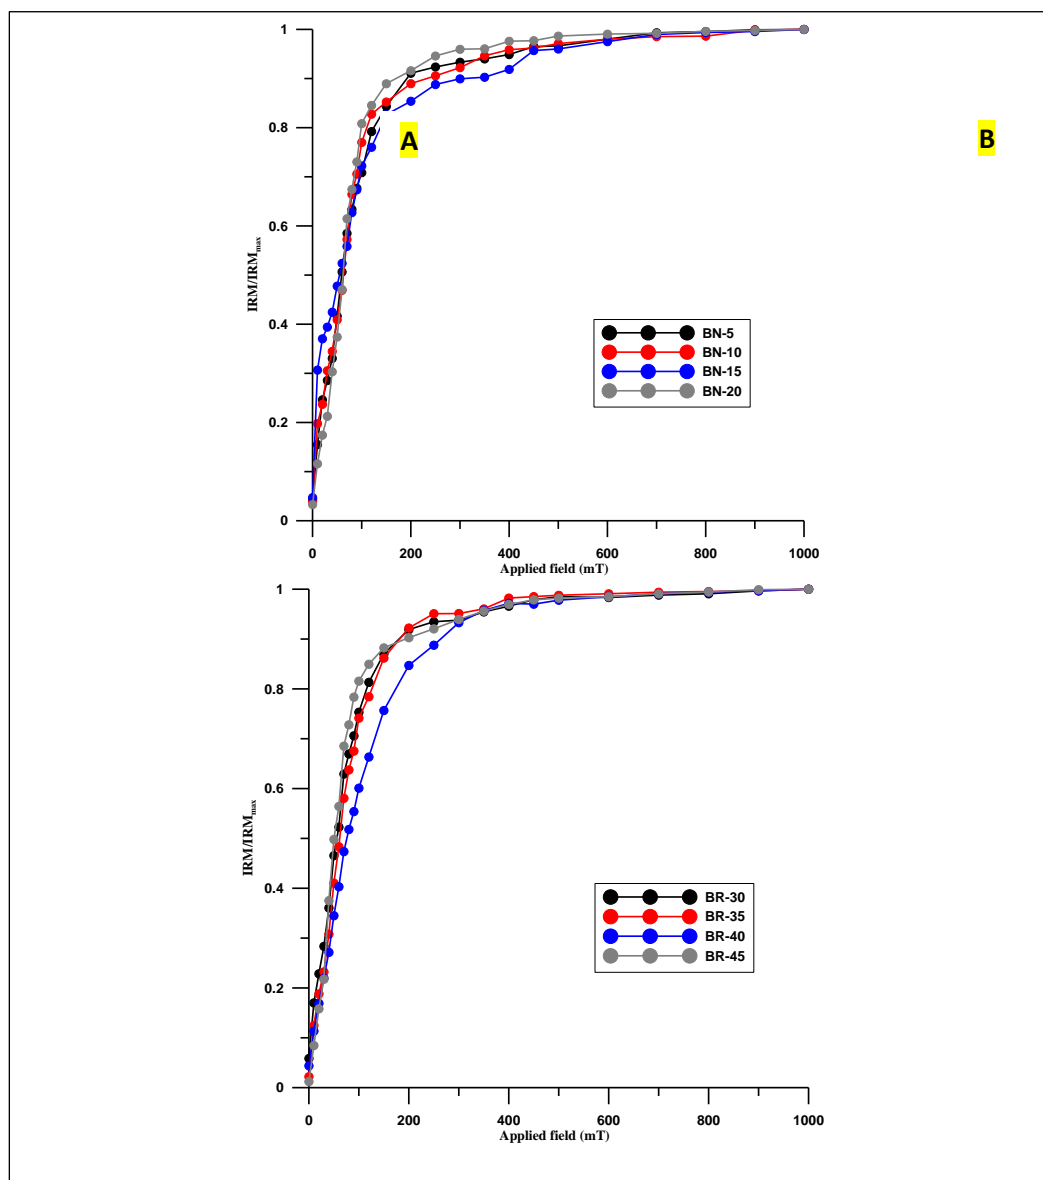 1
0.8
0.6
0.4
0.2
0
IRM/IRMmax
A
B
BN-5
BN-10
BN-15
BN-20
0 200 400 600 800 1000
Applied field (mT)
1
0.8
0.6
0.4
0.2
0
IRM/IRMmax
BR-30
BR-35
BR-40
BR-45
0 200 400 600 800 1000
Applied field (mT)